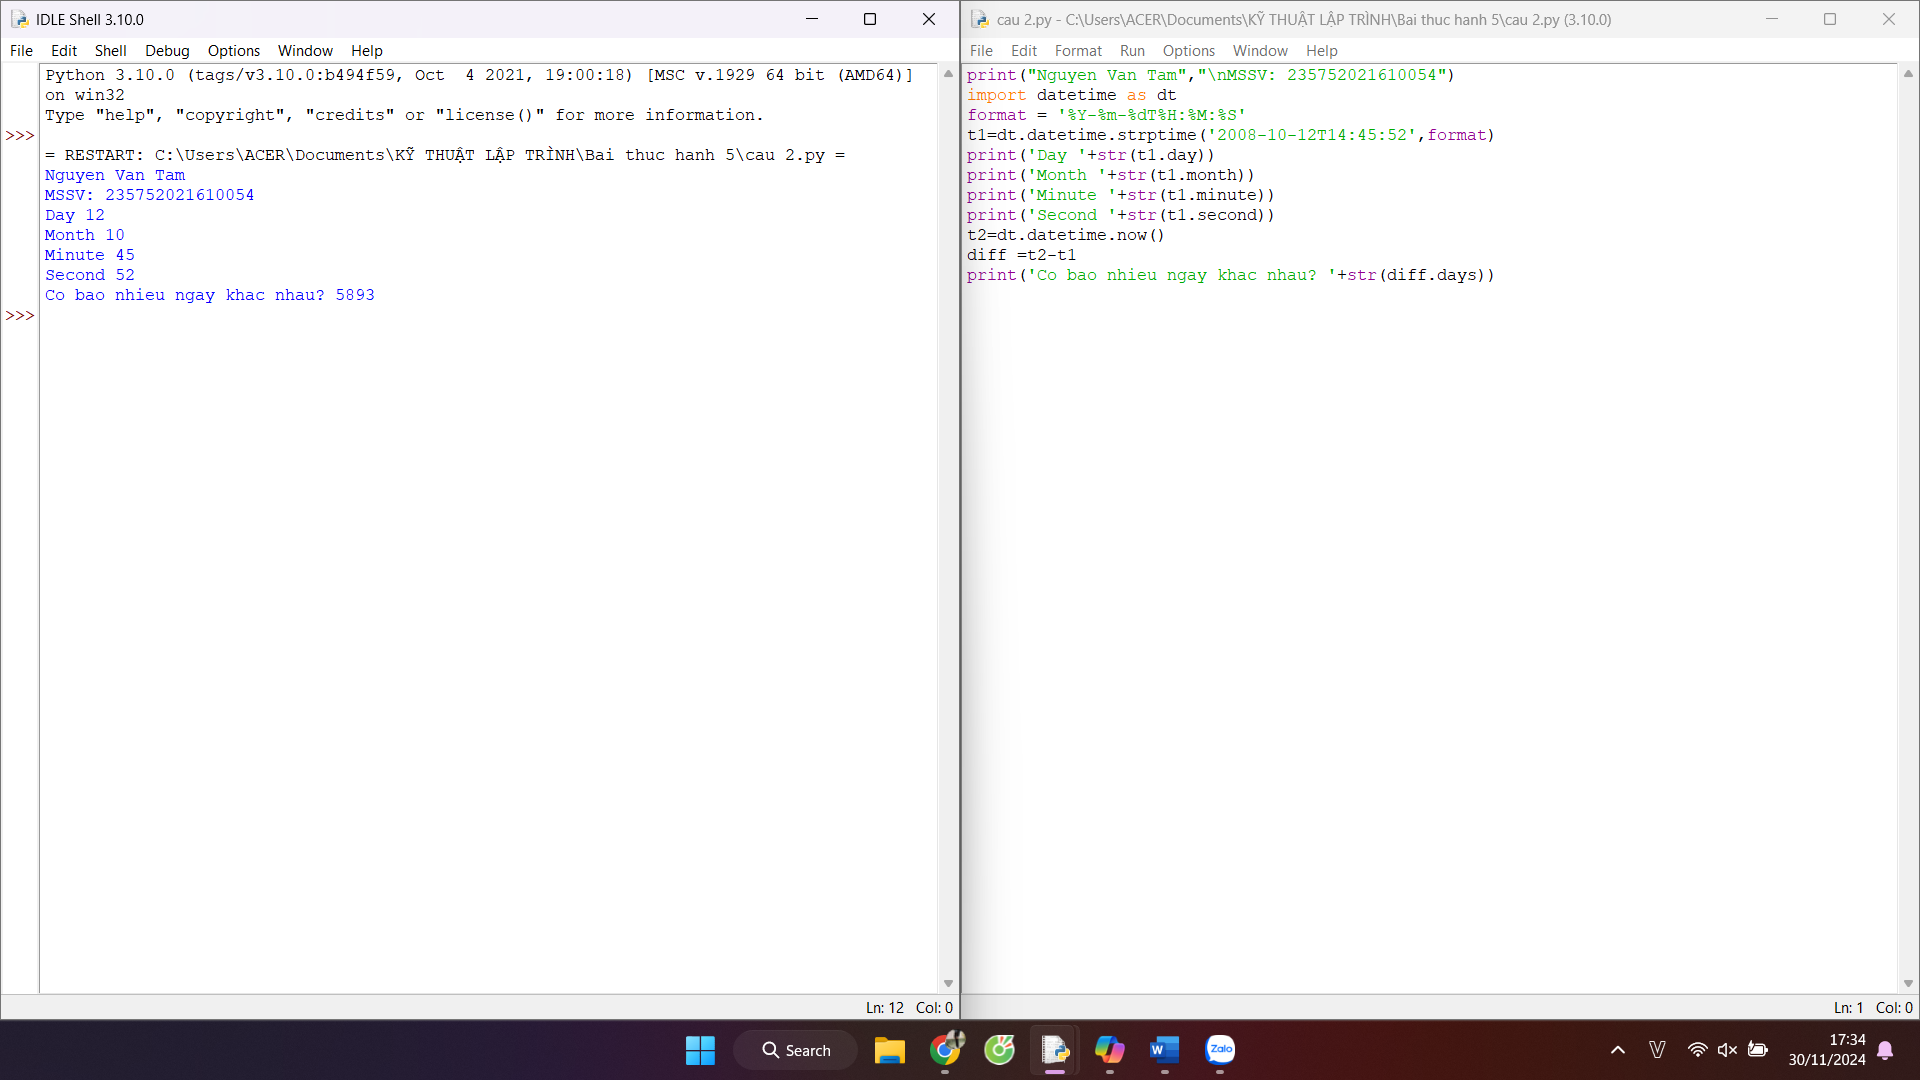 IDLE Shell 3.10.0
File Edit Shell Debug Options Window Help
Python 3.10.0 (tags/v3.10.0:b494f59, Oct  4 2021, 19:00:18) [MSC v.1929 64 bit (AMD64)]
on win32
Type "help", "copyright", "credits" or "license()" for more information.
>>>
= RESTART: C:\Users\ACER\Documents\KỸ THUẬT LẬP TRÌNH\Bai thuc hanh 5\cau 2.py =
Nguyen Van Tam
MSSV: 235752021610054
Day 12
Month 10
Minute 45
Second 52
Co bao nhieu ngay khac nhau? 5893
>>>
Ln: 12 Col: 0
cau 2.py - C:\Users\ACER\Documents\KỸ THUẬT LẬP TRÌNH\Bai thuc hanh 5\cau 2.py (3.10.0)
File Edit Format Run Options Window Help
print("Nguyen Van Tam","\nMSSV: 235752021610054")
import datetime as dt
format = '%Y-%m-%dT%H:%M:%S'
t1=dt.datetime.strptime('2008-10-12T14:45:52',format)
print('Day '+str(t1.day))
print('Month '+str(t1.month))
print('Minute '+str(t1.minute))
print('Second '+str(t1.second))
t2=dt.datetime.now()
diff =t2-t1
print('Co bao nhieu ngay khac nhau? '+str(diff.days))
Ln: 1 Col: 0
Search
W
Zalo
V
17:34
30/11/2024